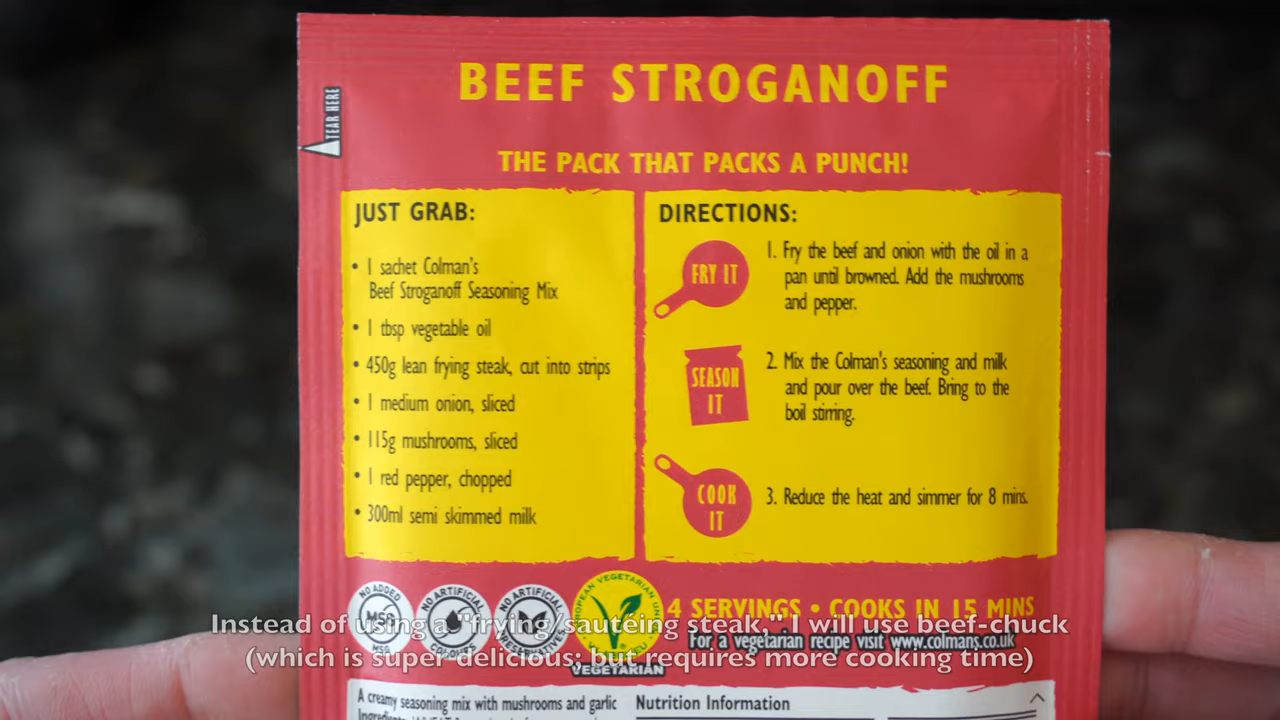 BEEF STROGANOFF
TEAR HERE
THE PACK THAT PACKS A PUNCH!
JUST GRAB:
• 1 sachet Colman's
Beef Stroganoff Seasoning Mix
• 1 tbsp vegetable oil
• 450g lean frying steak, cut into strips
• 1 medium onion, sliced
• 115g mushrooms, sliced
• 1 red pepper, chopped
• 300ml semi skimmed milk
DIRECTIONS:
FRY IT
1. Fry the beef and onion with the oil in a
pan until browned. Add the mushrooms
and pepper.
SEASON
IT
2. Mix the Colman's seasoning and milk
and pour over the beef. Bring to the
boil stirring.
COOK
IT
3. Reduce the heat and simmer for 8 mins.
NO ADDED
MSG
NO ARTIFICIAL
COLOURS
NO ARTIFICIAL
PRESERVATIVES
EUROPEAN VEGETARIAN UNION
VEGETARIAN
4 SERVINGS • COOKS IN 15 MINS
For a vegetarian recipe visit www.colmans.co.uk
Instead of using a "frying/sautéing steak," I will use beef-chuck
(which is super delicious; but requires more cooking time)
A creamy seasoning mix with mushrooms and garlic
Nutrition Information